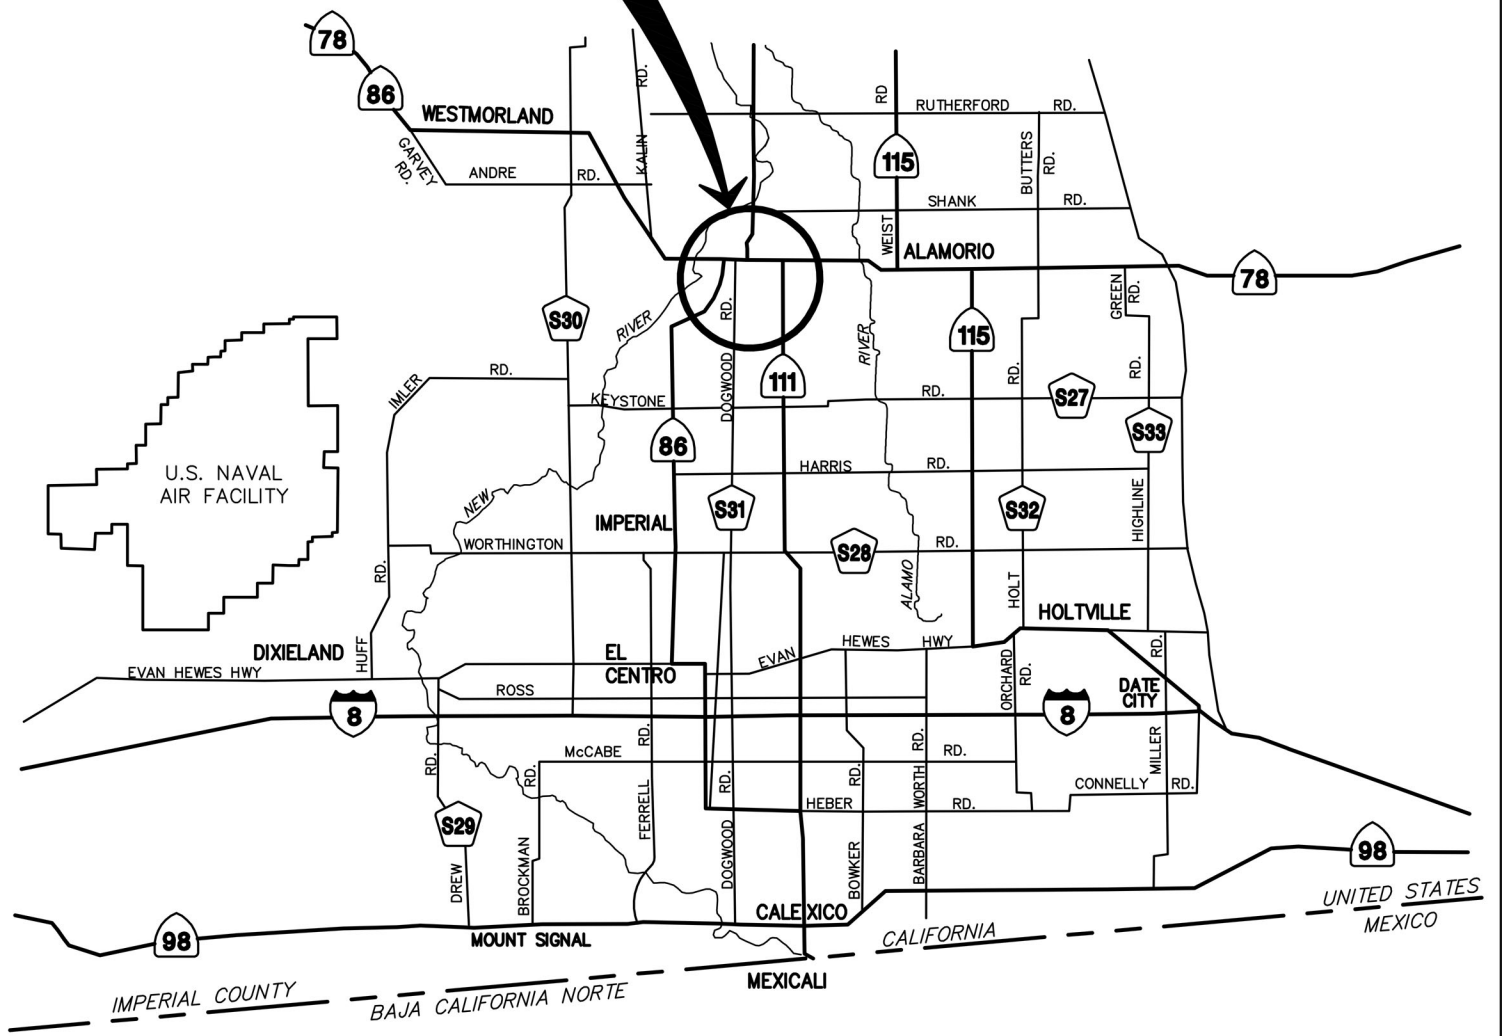 78
86
WESTMORLAND
GARVEY
RD.
ANDRE
RD.
KALIN
RD.
RD
RUTHERFORD
RD.
115
BUTTERS
RD.
SHANK
RD.
WEIST
ALAMORIO
78
S30
RIVER
RD.
RIVER
115
GREEN
RD.
IMLER
RD.
KEYSTONE
DOGWOOD
111
RD.
RD.
S27
RD.
S33
86
U.S. NAVAL
AIR FACILITY
HARRIS
RD.
NEW
IMPERIAL
S31
S32
HIGHLINE
WORTHINGTON
S28
RD.
RD.
ALAMO
HOLT
HOLTVILLE
DIXIELAND
HUFF
EL
CENTRO
EVAN
HEWES
HWY
ORCHARD
RD.
RD.
EVAN HEWES HWY
ROSS
DATE
CITY
8
8
RD.
RD.
McCABE
RD.
RD.
MILLER
RD.
RD.
RD.
CONNELLY
RD.
S29
FERRELL
HEBER
WORTH
RD.
DREW
BROCKMAN
DOGWOOD
BOWKER
BARBARA
98
98
MOUNT SIGNAL
CALEXICO
CALIFORNIA
UNITED STATES
MEXICO
MEXICALI
IMPERIAL COUNTY
BAJA CALIFORNIA NORTE